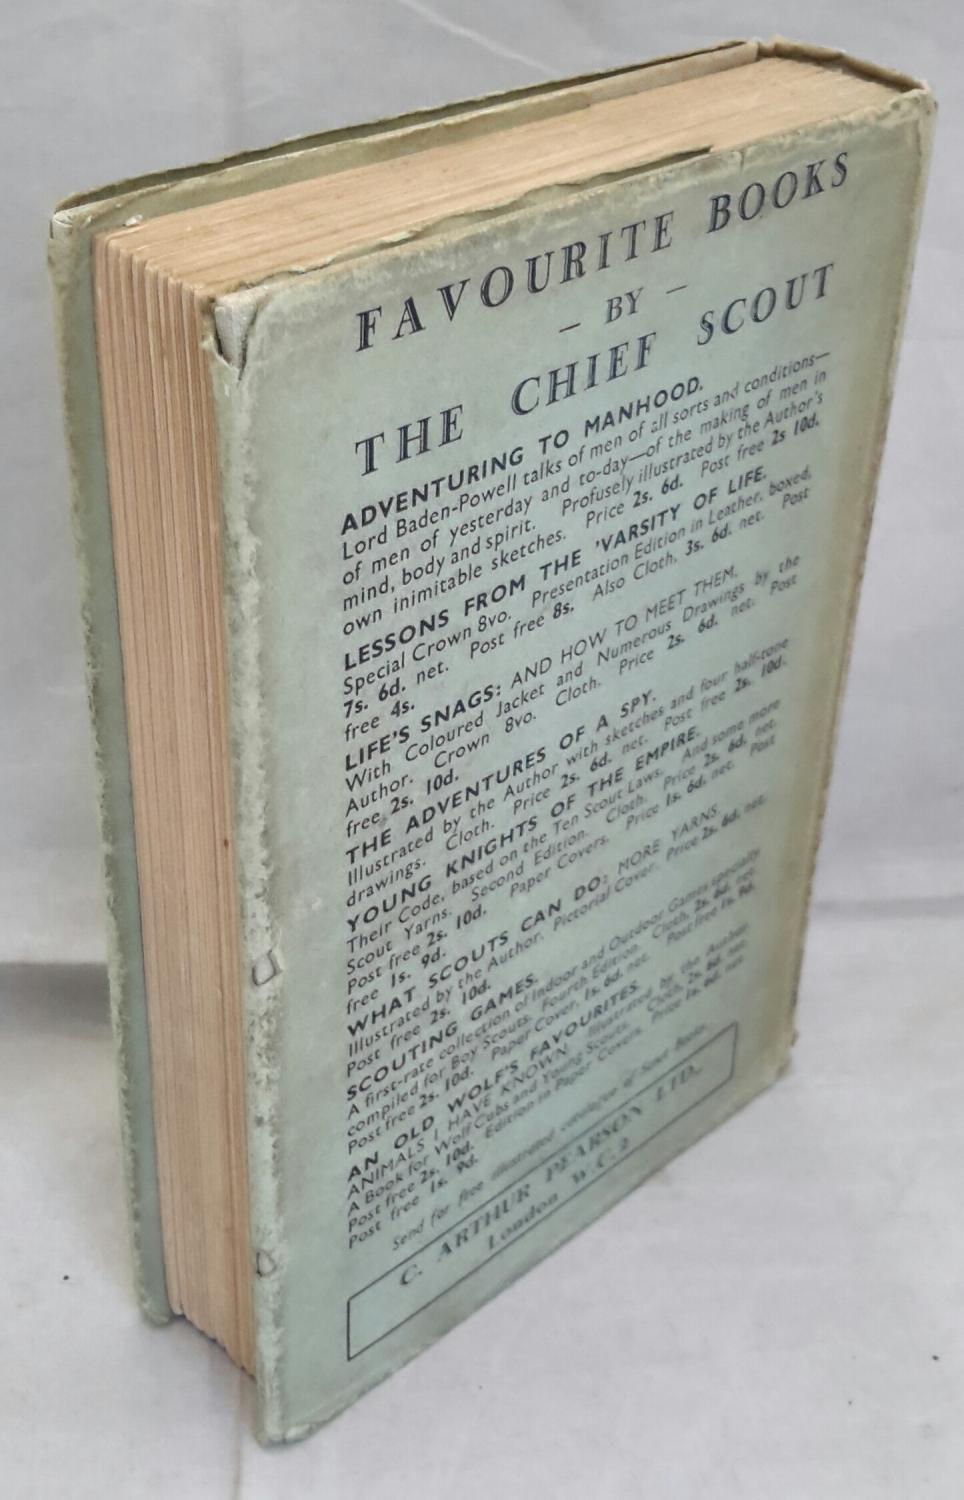 FAVOURITE BOOKS
— BY —
THE CHIEF SCOUT
ADVENTURING TO MANHOOD.
Lord Baden-Powell talks of men of all sorts and conditions—
of men of yesterday and to-day—of the making of men in
mind, body and spirit. Profusely illustrated by the Author's
own inimitable sketches. Price 2s. 6d. Post free 2s 10d.
LESSONS FROM THE 'VARSITY OF LIFE.
Special Crown 8vo. Presentation Edition in Leather, boxed,
7s. 6d. net. Post free 8s. Also Cloth, 3s. 6d. net. Post
free 4s.
LIFE'S SNAGS: AND HOW TO MEET THEM.
With Coloured Jacket and Numerous Drawings by the
Author. Crown 8vo. Cloth. Price 2s. 6d. net. Post
free 2s. 10d.
THE ADVENTURES OF A SPY.
Illustrated by the Author with sketches and four half-tone
drawings. Cloth. Price 2s. 6d. net. Post free 2s. 10d.
YOUNG KNIGHTS OF THE EMPIRE.
Their Code, based on the Ten Scout Laws. And some more
Scout Yarns. Second Edition. Cloth. Price 2s. 6d. net.
Post free 2s. 10d. Paper Covers. Price 1s. 6d. net. Post
free 1s. 9d.
WHAT SCOUTS CAN DO: MORE YARNS.
Illustrated by the Author. Pictorial Cover. Price 2s. 6d. net.
Post free 2s. 10d.
SCOUTING GAMES.
A first-rate collection of Indoor and Outdoor Games specially
compiled for Boy Scouts. Fourth Edition. Cloth, 2s. 6d. net.
Post free 2s. 10d. Paper Cover, 1s. 6d. net. Post free 1s. 9d.
AN OLD WOLF'S FAVOURITES.
ANIMALS I HAVE KNOWN. Illustrated by the Author.
A Book for Wolf Cubs and Young Scouts. Cloth, 2s. 6d. net.
Post free 2s. 10d. Edition in Paper Covers. Price 1s. 6d. net.
Post free 1s. 9d.
Send for free illustrated catalogue of Scout Books.
C. ARTHUR PEARSON LTD.,
London W.C.2